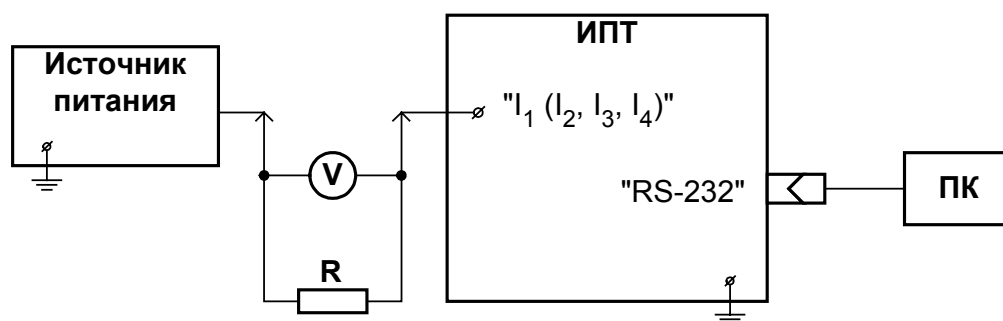 Источник
питания
ИПТ
"I₁ (I₂, I₃, I₄)"
V
"RS-232"
ПК
R